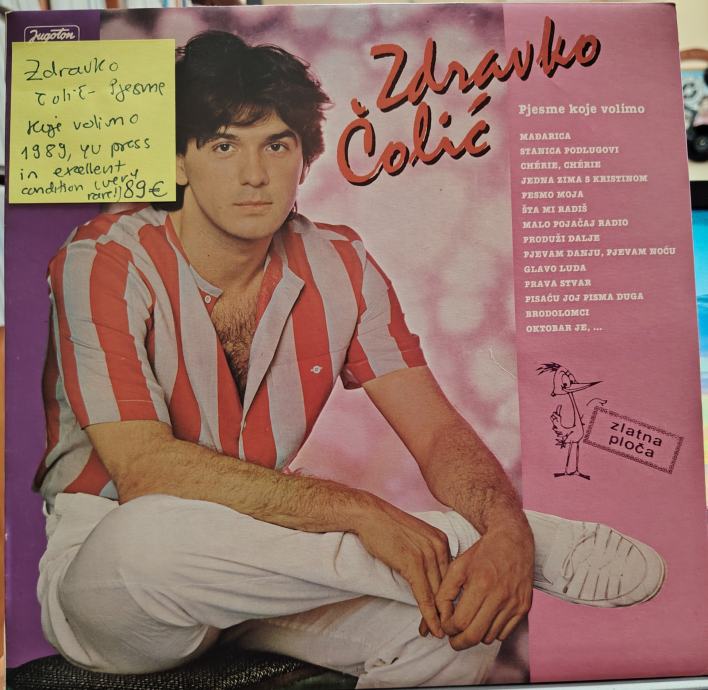 Jugoton
Zdravko
Čolić - Pjesme
koje volimo
1989, yu press
in excellent
condition (very
rare!) 89€
Zdravko
Čolić
Pjesme koje volimo
MAĐARICA
STANICA PODLUGOVI
CHÉRIE, CHÉRIE
JEDNA ZIMA S KRISTINOM
PESMO MOJA
ŠTA MI RADIŠ
MALO POJAČAJ RADIO
PRODUŽI DALJE
PJEVAM DANJU, PJEVAM NOĆU
GLAVO LUDA
PRAVA STVAR
PISAĆU JOJ PISMA DUGA
BRODOLOMCI
OKTOBAR JE, ...
zlatna
ploča